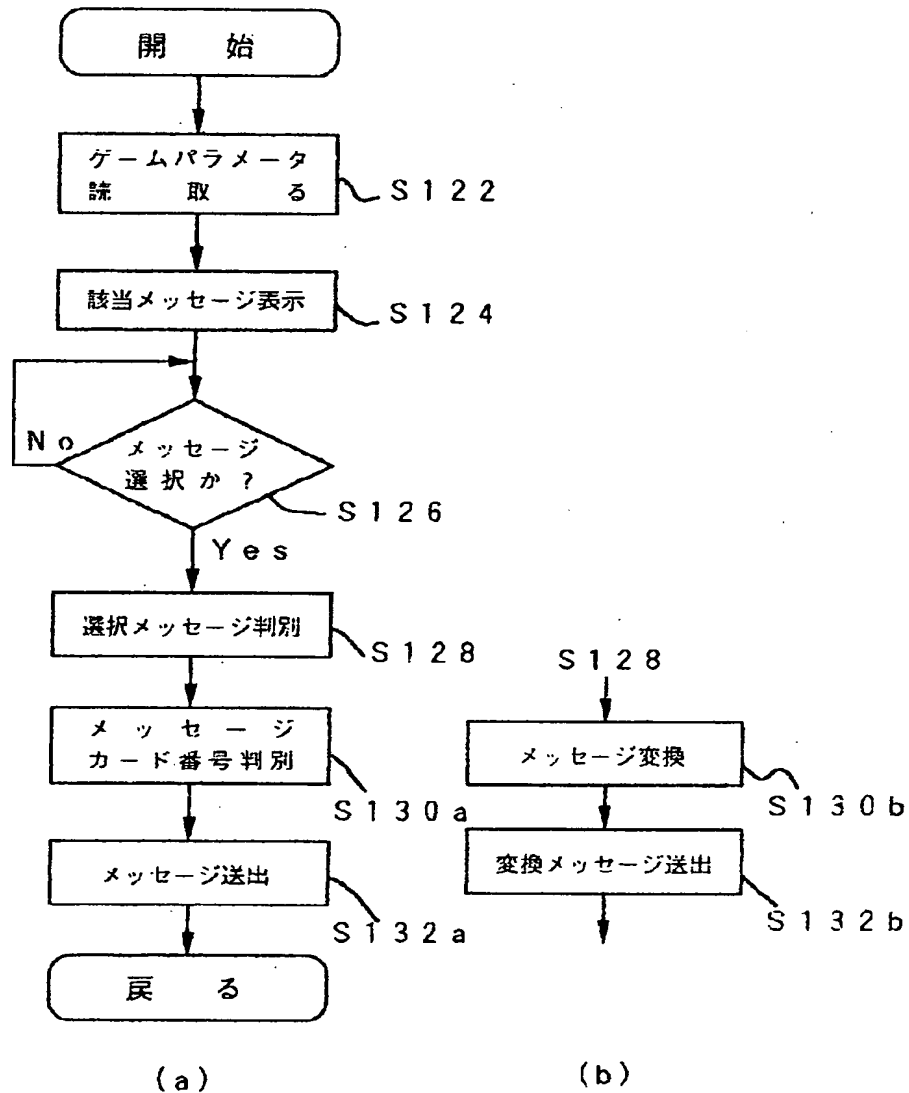 開始
ゲームパラメータ
読取る
S122
該当メッセージ表示
S124
No
メッセージ
選択か？
S126
Yes
選択メッセージ判別
S128
メッセージ
カード番号判別
S130a
メッセージ送出
S132a
戻る
(a)
S128
メッセージ変換
S130b
変換メッセージ送出
S132b
(b)